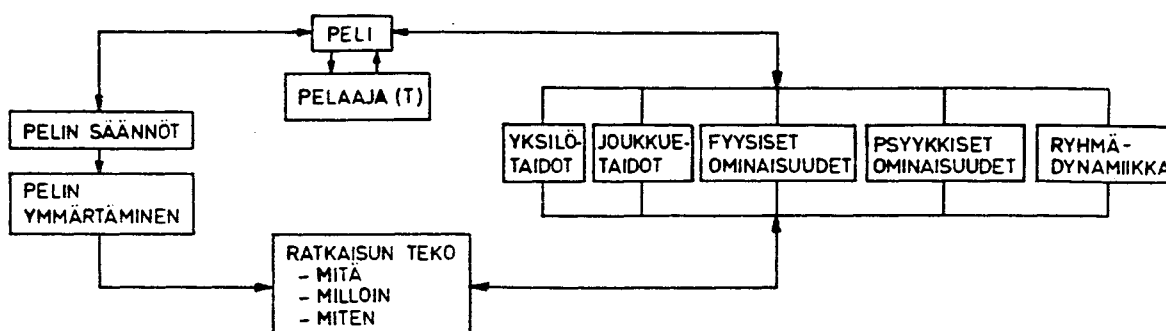 PELI
PELAAJA (T)
PELIN SÄÄNNÖT
PELIN
YMMÄRTÄMINEN
RATKAISUN TEKO
- MITÄ
- MILLOIN
- MITEN
YKSILÖ-
TAIDOT
JOUKKUE-
TAIDOT
FYYSISET
OMINAISUUDET
PSYYKKISET
OMINAISUUDET
RYHMÄ-
DYNAMIIKKA